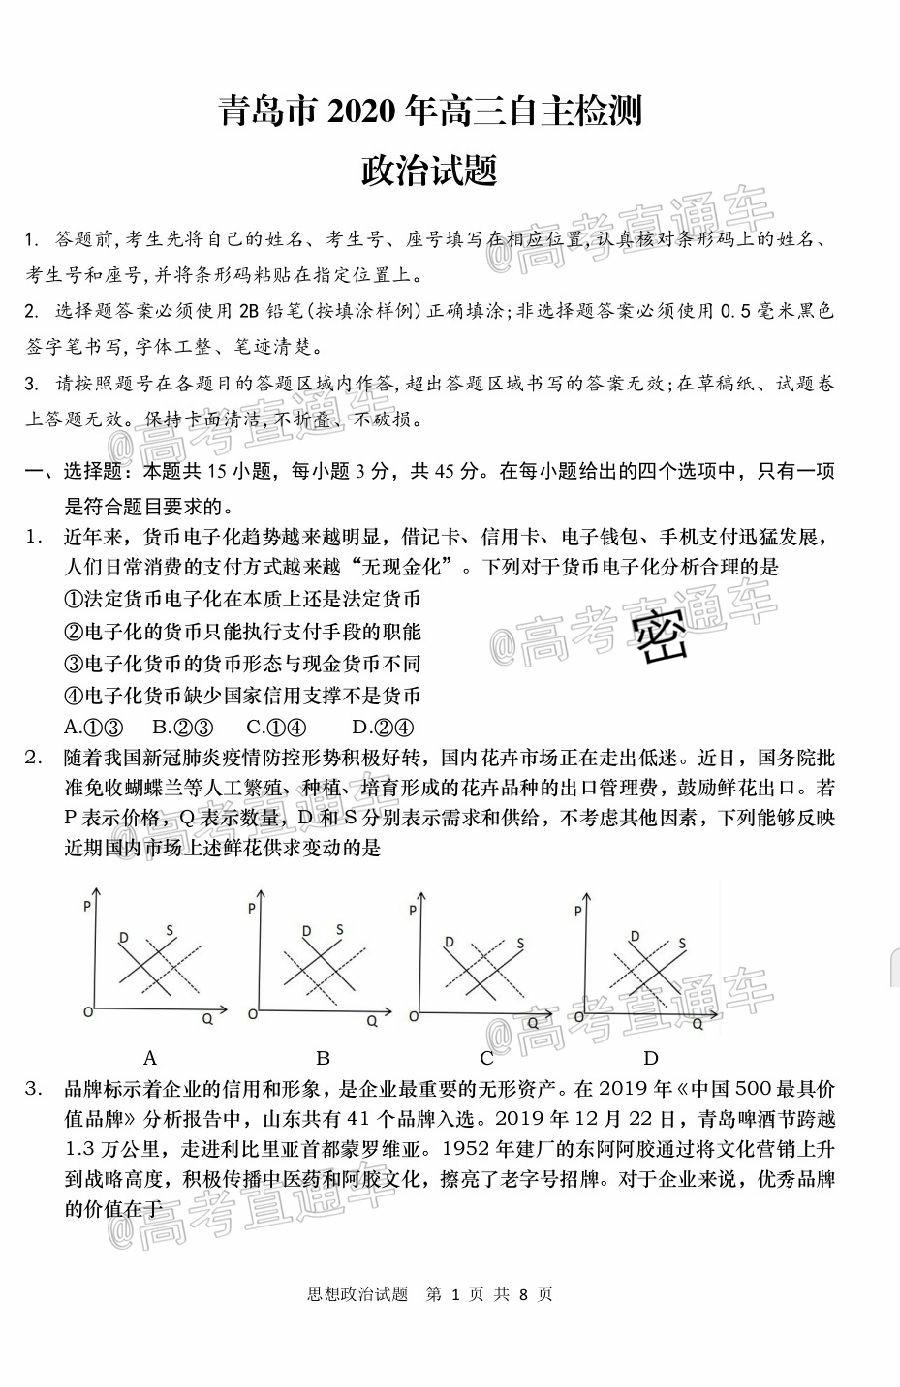 青岛市 2020 年高三自主检测
政治试题
1. 答题前,考生先将自己的姓名、考生号、座号填写在相应位置,认真核对条形码上的姓名、
考生号和座号,并将条形码粘贴在指定位置上。
2. 选择题答案必须使用 2B 铅笔(按填涂样例)正确填涂;非选择题答案必须使用 0.5 毫米黑色
签字笔书写,字体工整、笔迹清楚。
3. 请按照题号在各题目的答题区域内作答,超出答题区域书写的答案无效;在草稿纸、试题卷
上答题无效。保持卡面清洁,不折叠、不破损。
一、选择题：本题共 15 小题，每小题 3 分，共 45 分。在每小题给出的四个选项中，只有一项
是符合题目要求的。
1. 近年来，货币电子化趋势越来越明显，借记卡、信用卡、电子钱包、手机支付迅猛发展，
人们日常消费的支付方式越来越“无现金化”。下列对于货币电子化分析合理的是
①法定货币电子化在本质上还是法定货币
②电子化的货币只能执行支付手段的职能
③电子化货币的货币形态与现金货币不同
④电子化货币缺少国家信用支撑不是货币
密
A.①③ B.②③ C.①④ D.②④
2. 随着我国新冠肺炎疫情防控形势积极好转，国内花卉市场正在走出低迷。近日，国务院批
准免收蝴蝶兰等人工繁殖、种植、培育形成的花卉品种的出口管理费，鼓励鲜花出口。若
P 表示价格，Q 表示数量，D 和 S 分别表示需求和供给，不考虑其他因素，下列能够反映
近期国内市场上述鲜花供求变动的是
P D S O Q
P D S O Q
P D S O Q
P D S O Q
A B C D
3. 品牌标示着企业的信用和形象，是企业最重要的无形资产。在 2019 年《中国 500 最具价
值品牌》分析报告中，山东共有 41 个品牌入选。2019 年 12 月 22 日，青岛啤酒节跨越
1.3 万公里，走进利比里亚首都蒙罗维亚。1952 年建厂的东阿阿胶通过将文化营销上升
到战略高度，积极传播中医药和阿胶文化，擦亮了老字号招牌。对于企业来说，优秀品牌
的价值在于
思想政治试题 第 1 页 共 8 页
@高考直通车
@高考直通车
@高考直通车
@高考直通车
@高考直通车
@高考直通车